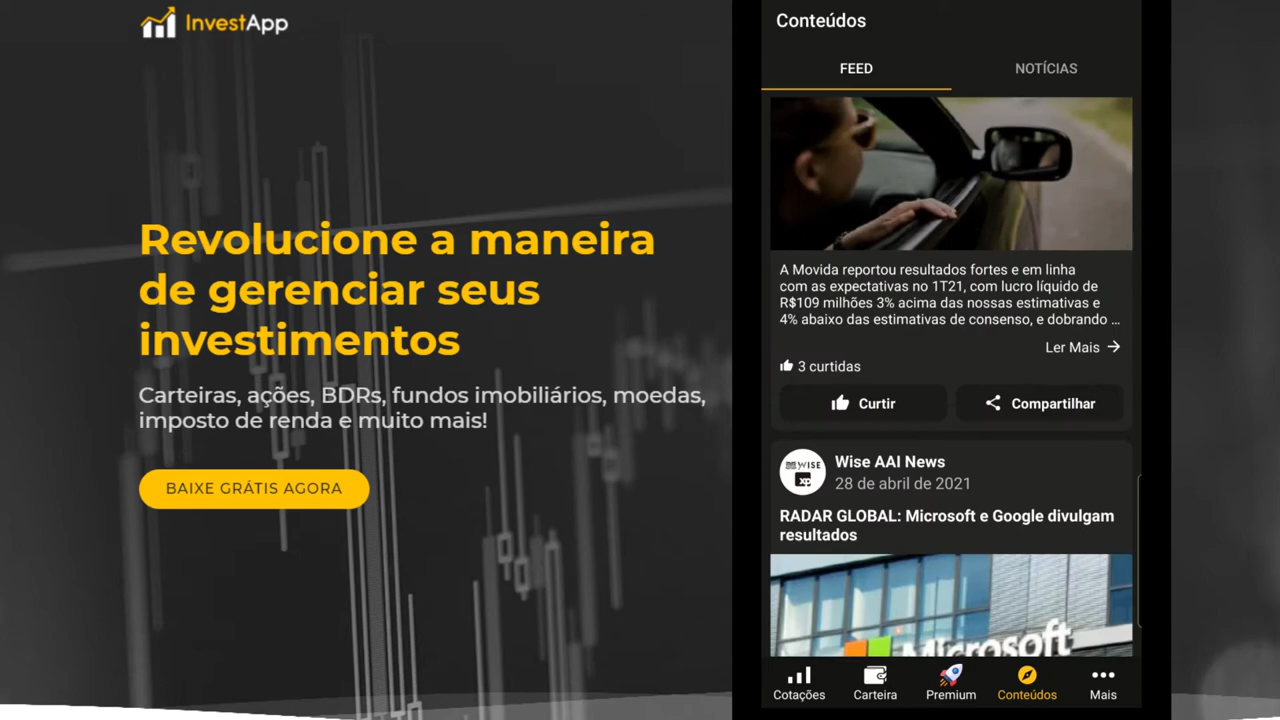 InvestApp
Revolucione a maneira
de gerenciar seus
investimentos
Carteiras, ações, BDRs, fundos imobiliários, moedas,
imposto de renda e muito mais!
BAIXE GRÁTIS AGORA
Conteúdos
FEED
NOTÍCIAS
A Movida reportou resultados fortes e em linha
com as expectativas no 1T21, com lucro líquido de
R$109 milhões 3% acima das nossas estimativas e
4% abaixo das estimativas de consenso, e dobrando ...
Ler Mais
3 curtidas
Curtir
Compartilhar
WISE
xp
Wise AAI News
28 de abril de 2021
RADAR GLOBAL: Microsoft e Google divulgam
resultados
Microsoft
Cotações
Carteira
Premium
Conteúdos
Mais